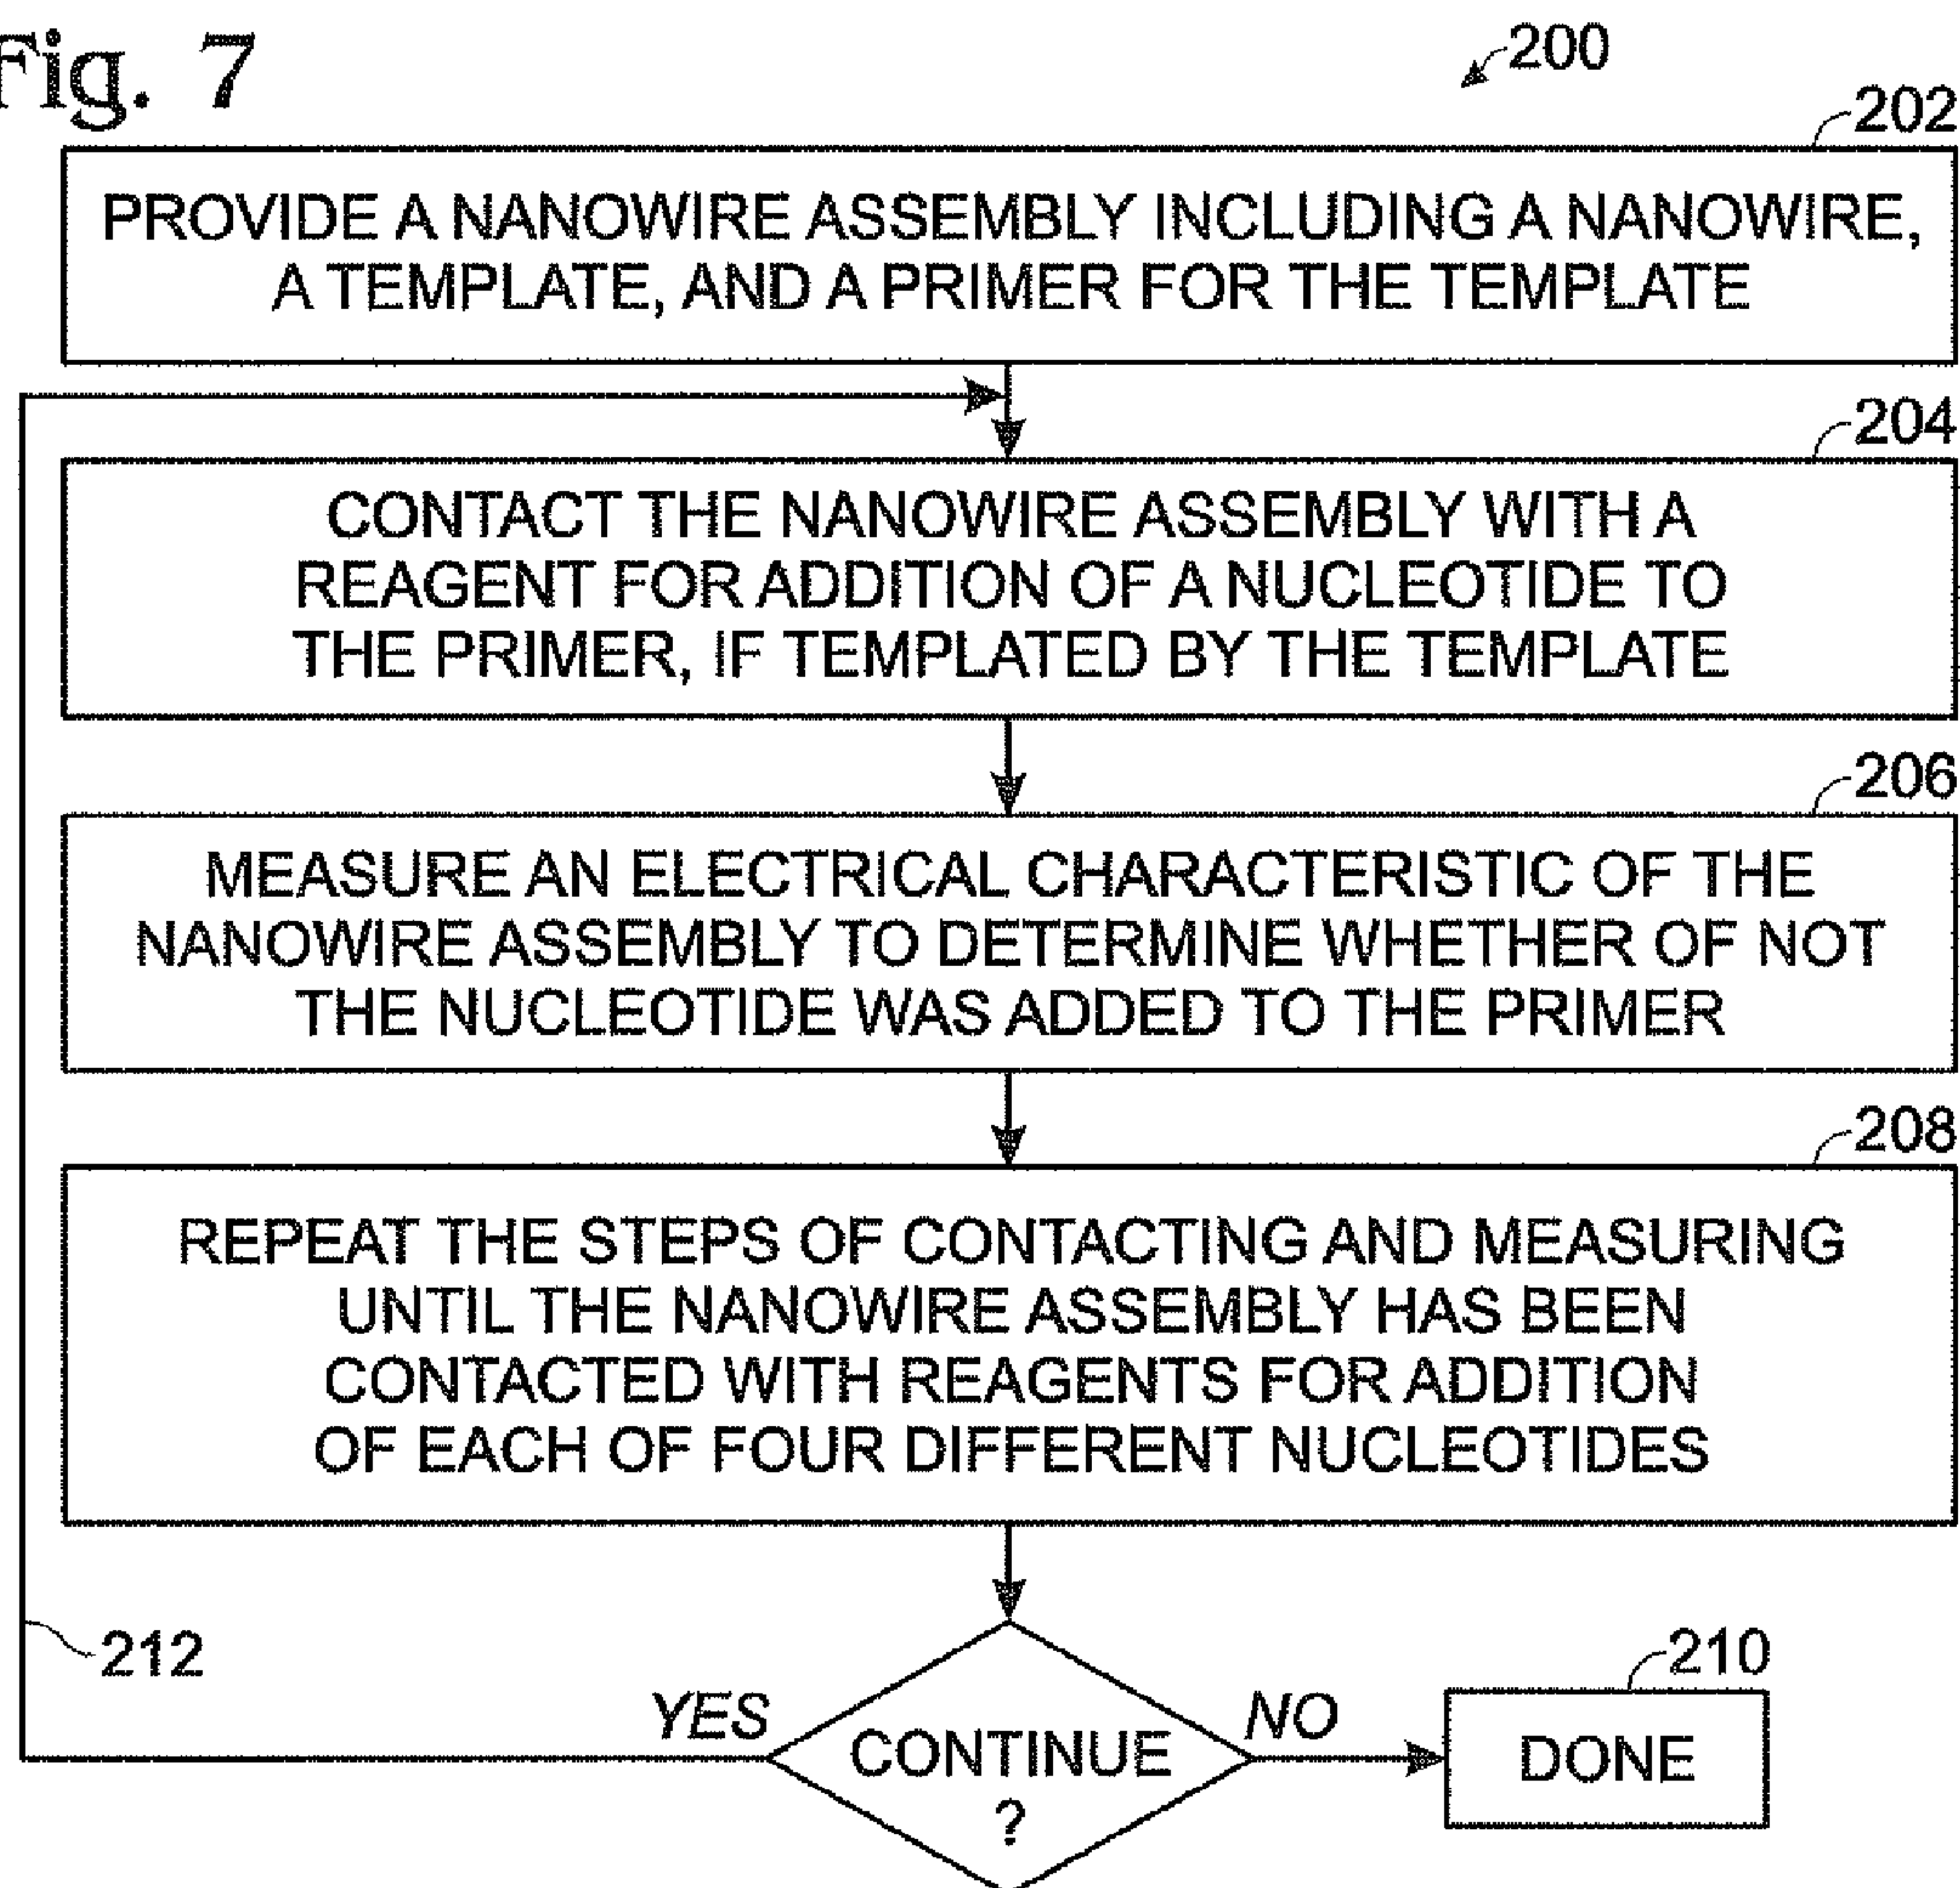 Fig. 7
200
202
PROVIDE A NANOWIRE ASSEMBLY INCLUDING A NANOWIRE,
A TEMPLATE, AND A PRIMER FOR THE TEMPLATE
204
CONTACT THE NANOWIRE ASSEMBLY WITH A
REAGENT FOR ADDITION OF A NUCLEOTIDE TO
THE PRIMER, IF TEMPLATED BY THE TEMPLATE
206
MEASURE AN ELECTRICAL CHARACTERISTIC OF THE
NANOWIRE ASSEMBLY TO DETERMINE WHETHER OF NOT
THE NUCLEOTIDE WAS ADDED TO THE PRIMER
208
REPEAT THE STEPS OF CONTACTING AND MEASURING
UNTIL THE NANOWIRE ASSEMBLY HAS BEEN
CONTACTED WITH REAGENTS FOR ADDITION
OF EACH OF FOUR DIFFERENT NUCLEOTIDES
212
YES
CONTINUE
?
NO
210
DONE